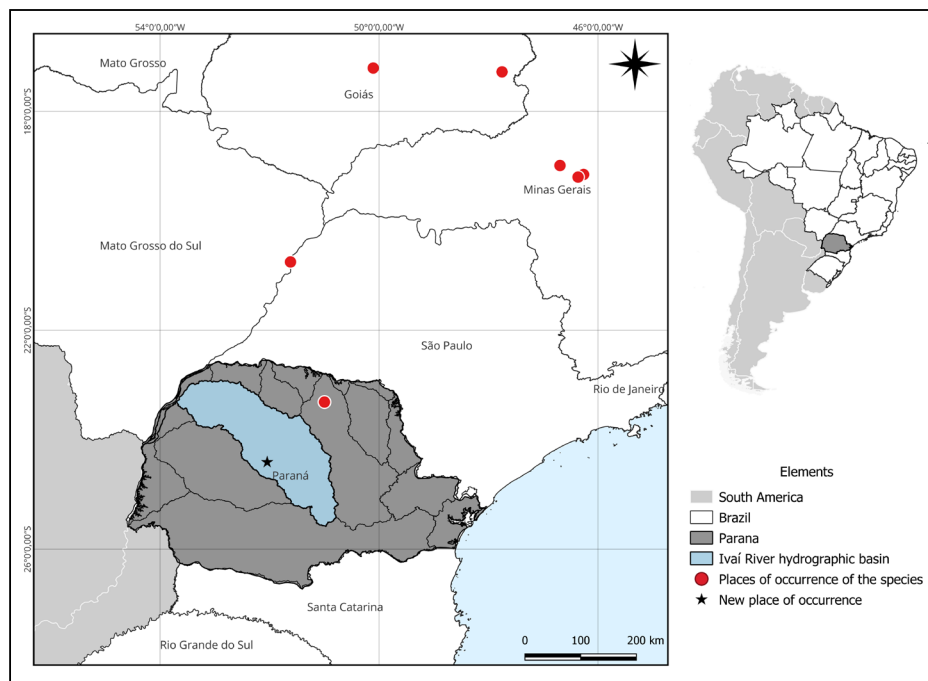 54°0'0,00"W 50°0'0,00"W 46°0'0,00"W
Mato Grosso
Goiás
18°0'0,00"S
Minas Gerais
Mato Grosso do Sul
22°0'0,00"S
São Paulo
Rio de Janeiro
Paraná
26°0'0,00"S
Santa Catarina
Rio Grande do Sul
0 100 200 km
Elements
South America
Brazil
Parana
Ivaí River hydrographic basin
Places of occurrence of the species
New place of occurrence